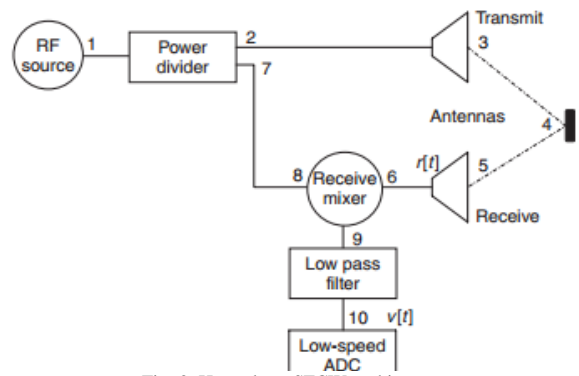 RF
source
1
Power
divider
2
7
Transmit
3
Antennas
4
r[t]
5
Receive
8
Receive
mixer
6
9
Low pass
filter
10
v[t]
Low-speed
ADC